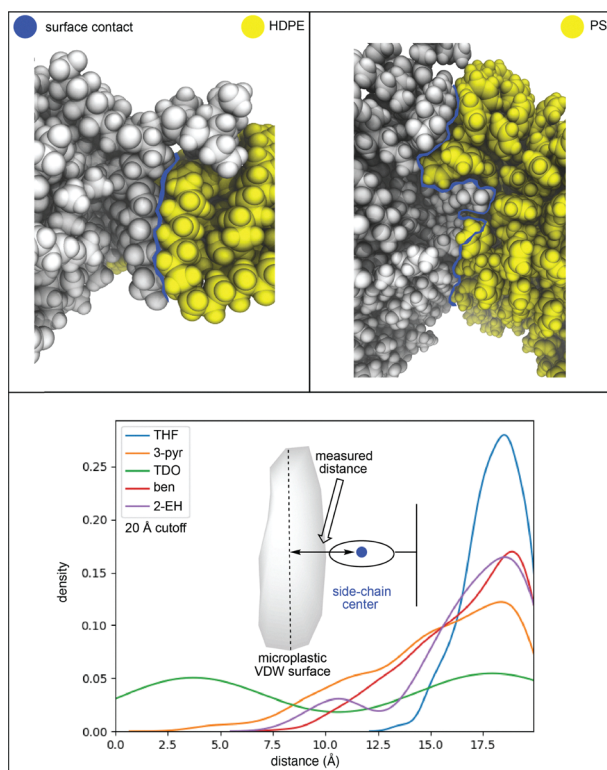 surface contact
HDPE
PS
THF
3-pyr
TDO
ben
2-EH
20 Å cutoff
measured
distance
side-chain
center
microplastic
VDW surface
density
0.25
0.20
0.15
0.10
0.05
0.00
0.0 2.5 5.0 7.5 10.0 12.5 15.0 17.5
distance (Å)